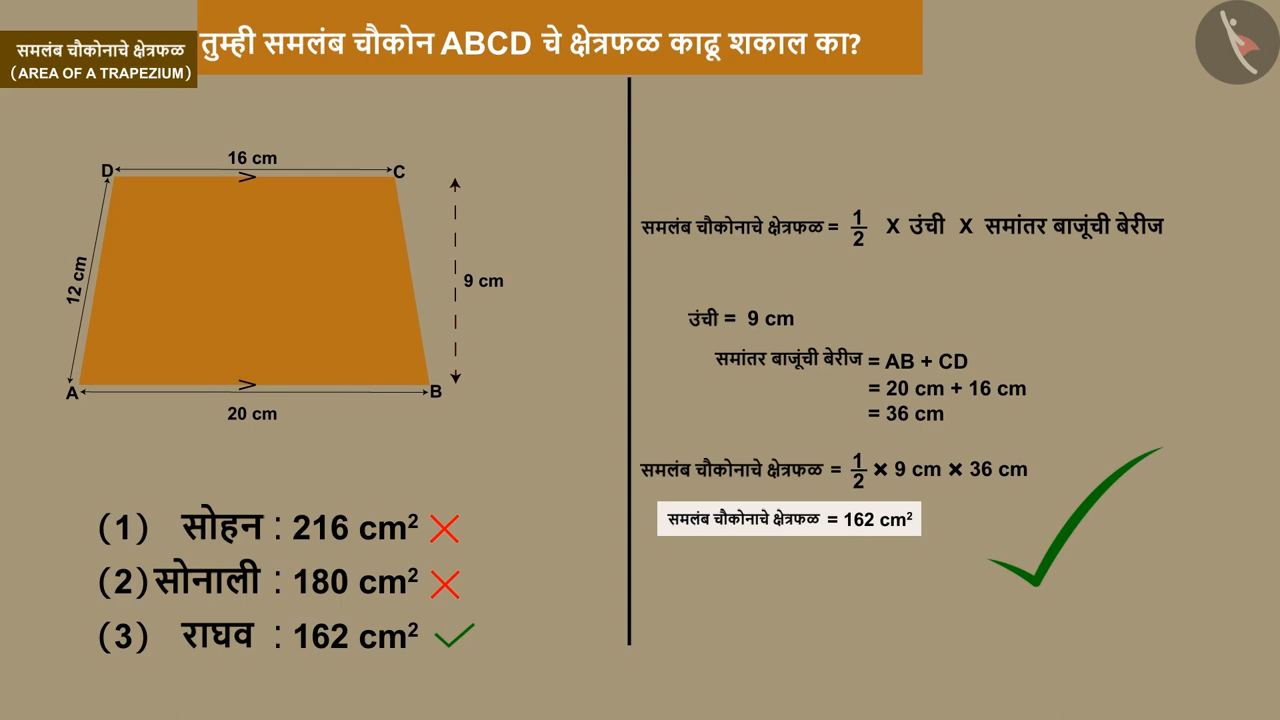 तुम्ही समलंब चौकोन ABCD चे क्षेत्रफळ काढू शकाल का?
समलंब चौकोनाचे क्षेत्रफळ
(AREA OF A TRAPEZIUM)
16 cm
D
C
12 cm
9 cm
A
B
20 cm
(1) सोहन : 216 cm²
(2) सोनाली : 180 cm²
(3) राघव : 162 cm²
समलंब चौकोनाचे क्षेत्रफळ = 1/2 X उंची X समांतर बाजूंची बेरीज
उंची = 9 cm
समांतर बाजूंची बेरीज = AB + CD
= 20 cm + 16 cm
= 36 cm
समलंब चौकोनाचे क्षेत्रफळ = 1/2 × 9 cm × 36 cm
समलंब चौकोनाचे क्षेत्रफळ = 162 cm²